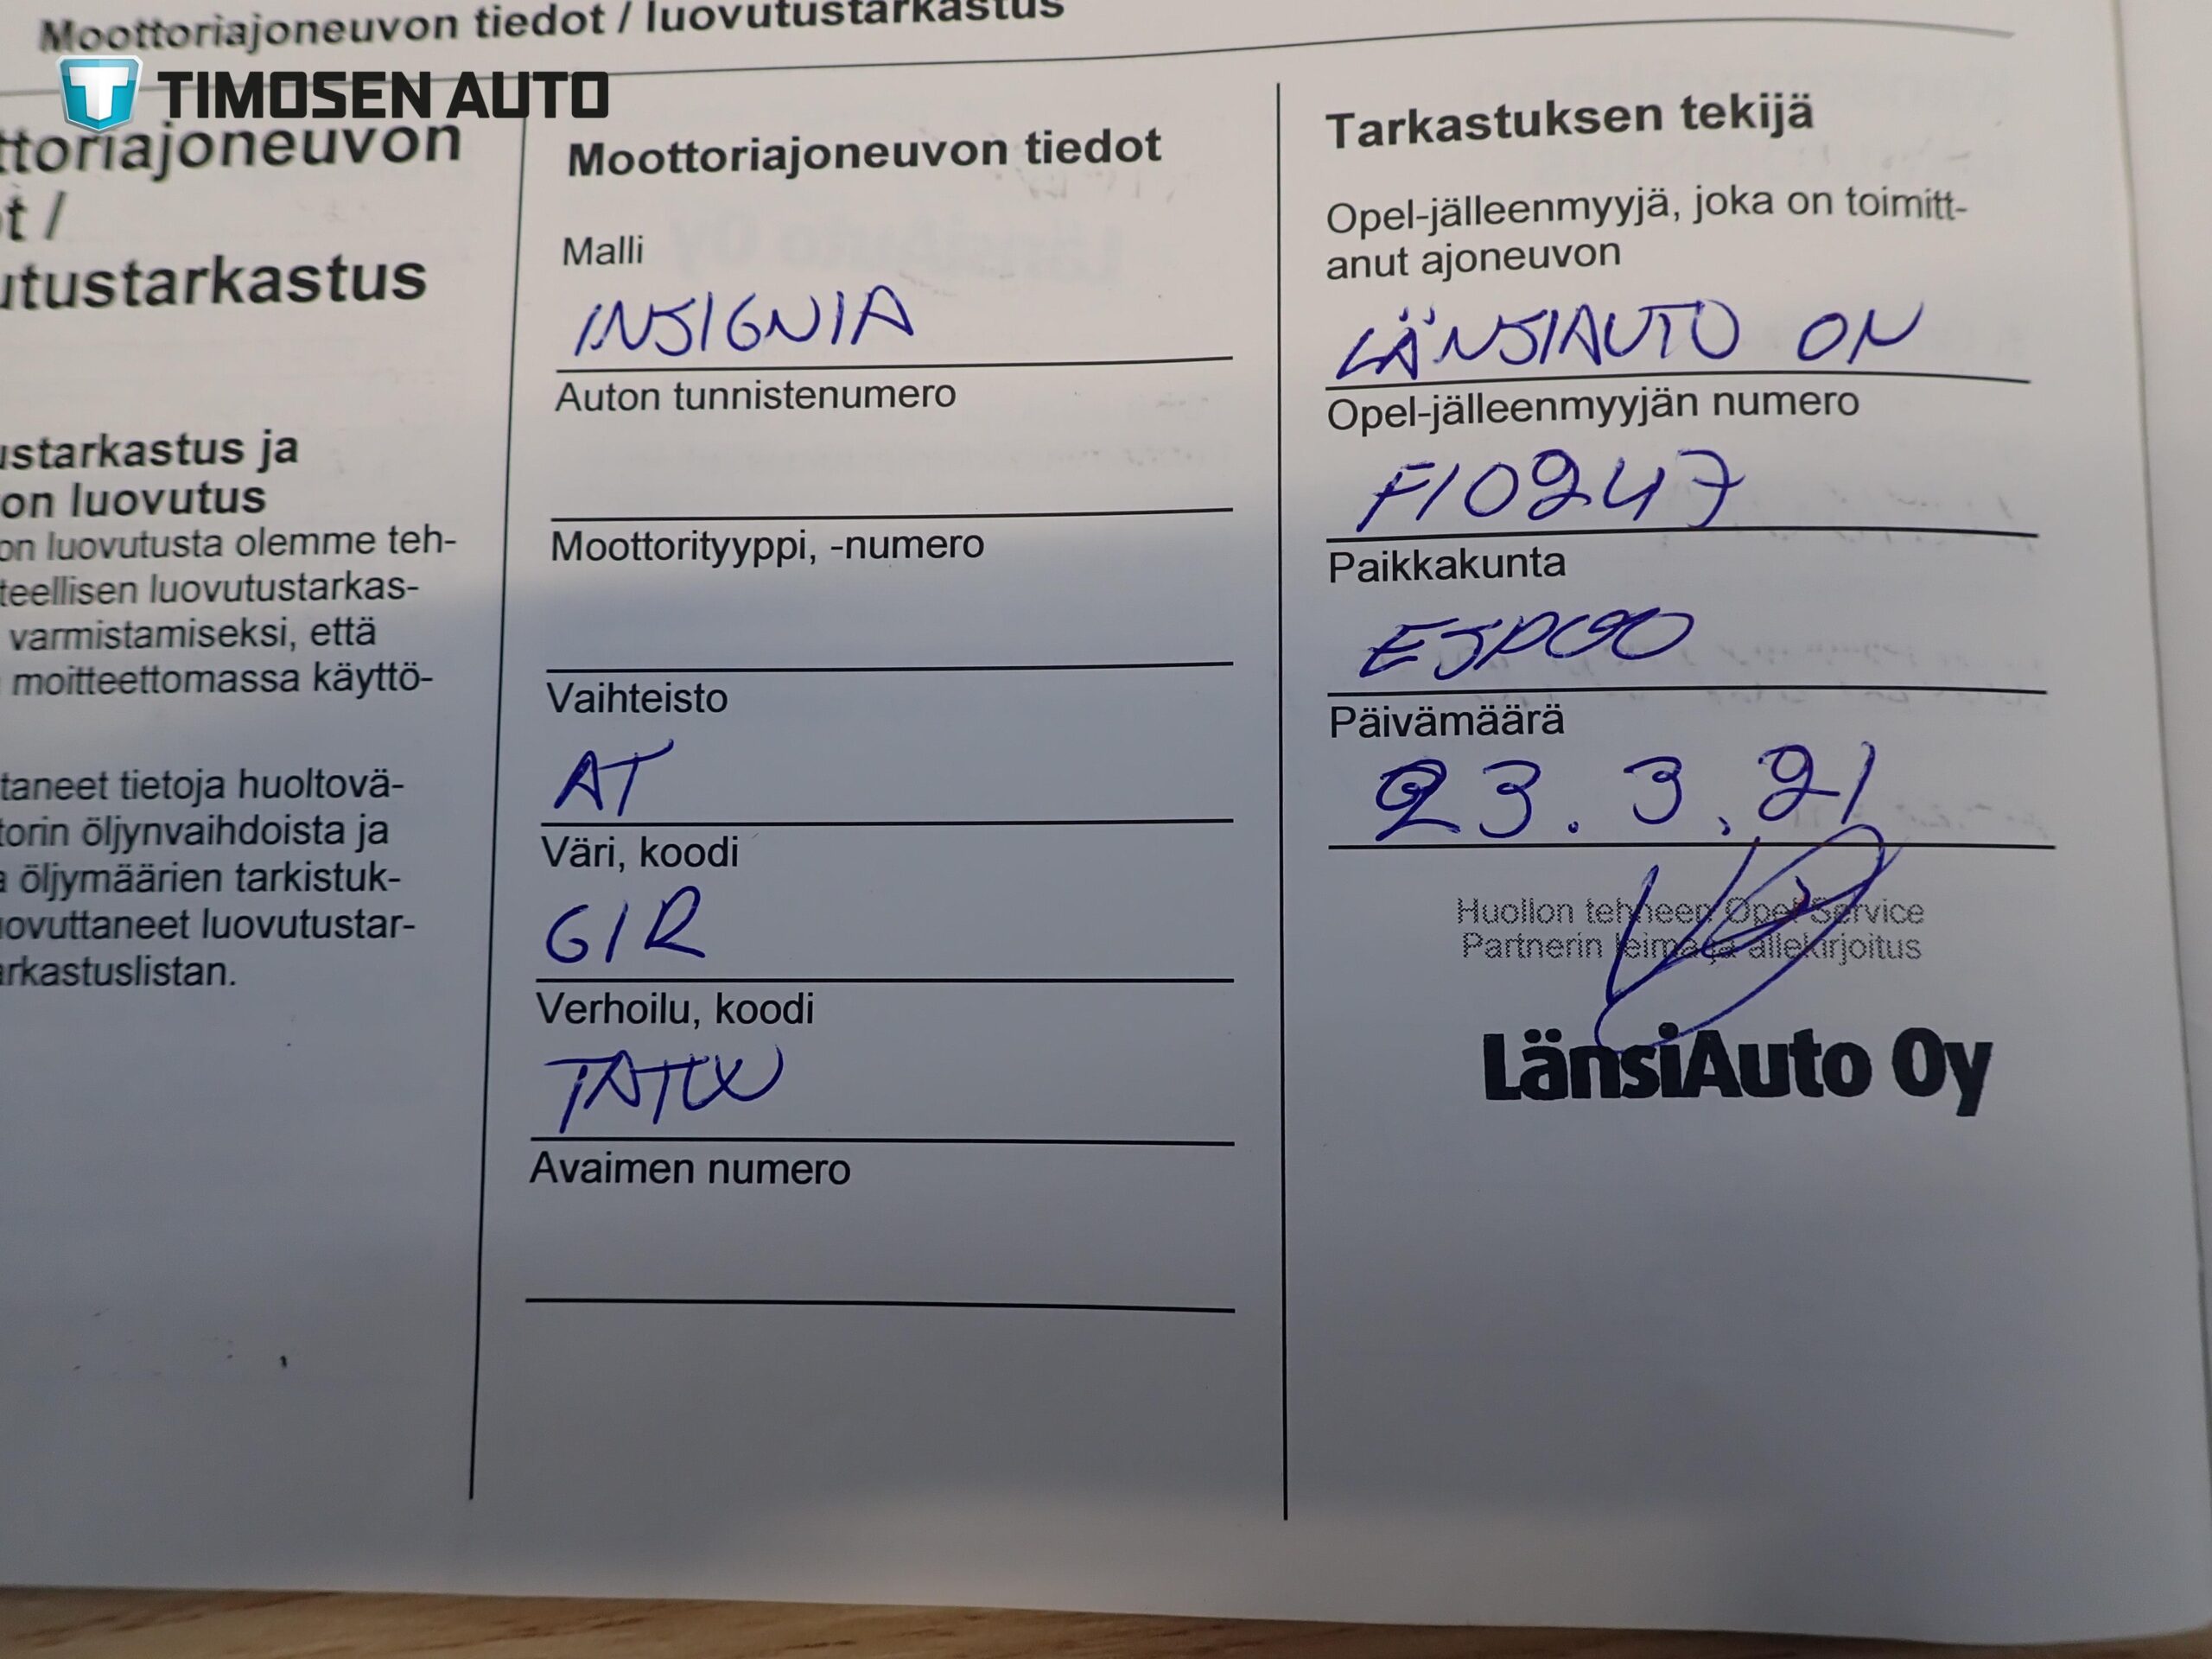 Moottoriajoneuvon tiedot / luovutustarkastus
TIMOSEN AUTO
ttoriajoneuvon
ot /
utustarkastus
ustarkastus ja
on luovutus
on luovutusta olemme teh-
teellisen luovutustarkas-
varmistamiseksi, että
moitteettomassa käyttö-
taneet tietoja huoltovä-
torin öljynvaihdoista ja
a öljymäärien tarkistuk-
uovuttaneet luovutustar-
arkastuslistan.
Moottoriajoneuvon tiedot
Malli
INSIGNIA
Auton tunnistenumero
Moottorityyppi, -numero
Vaihteisto
AT
Väri, koodi
GIR
Verhoilu, koodi
Avaimen numero
Tarkastuksen tekijä
Opel-jälleenmyyjä, joka on toimitt-
anut ajoneuvon
LÄNSIAUTO ON
Opel-jälleenmyyjän numero
FI0247
Paikkakunta
ESPOO
Päivämäärä
23.3.21
Huollon tehneen Opel Service
Partnerin leima ja allekirjoitus
LänsiAuto Oy